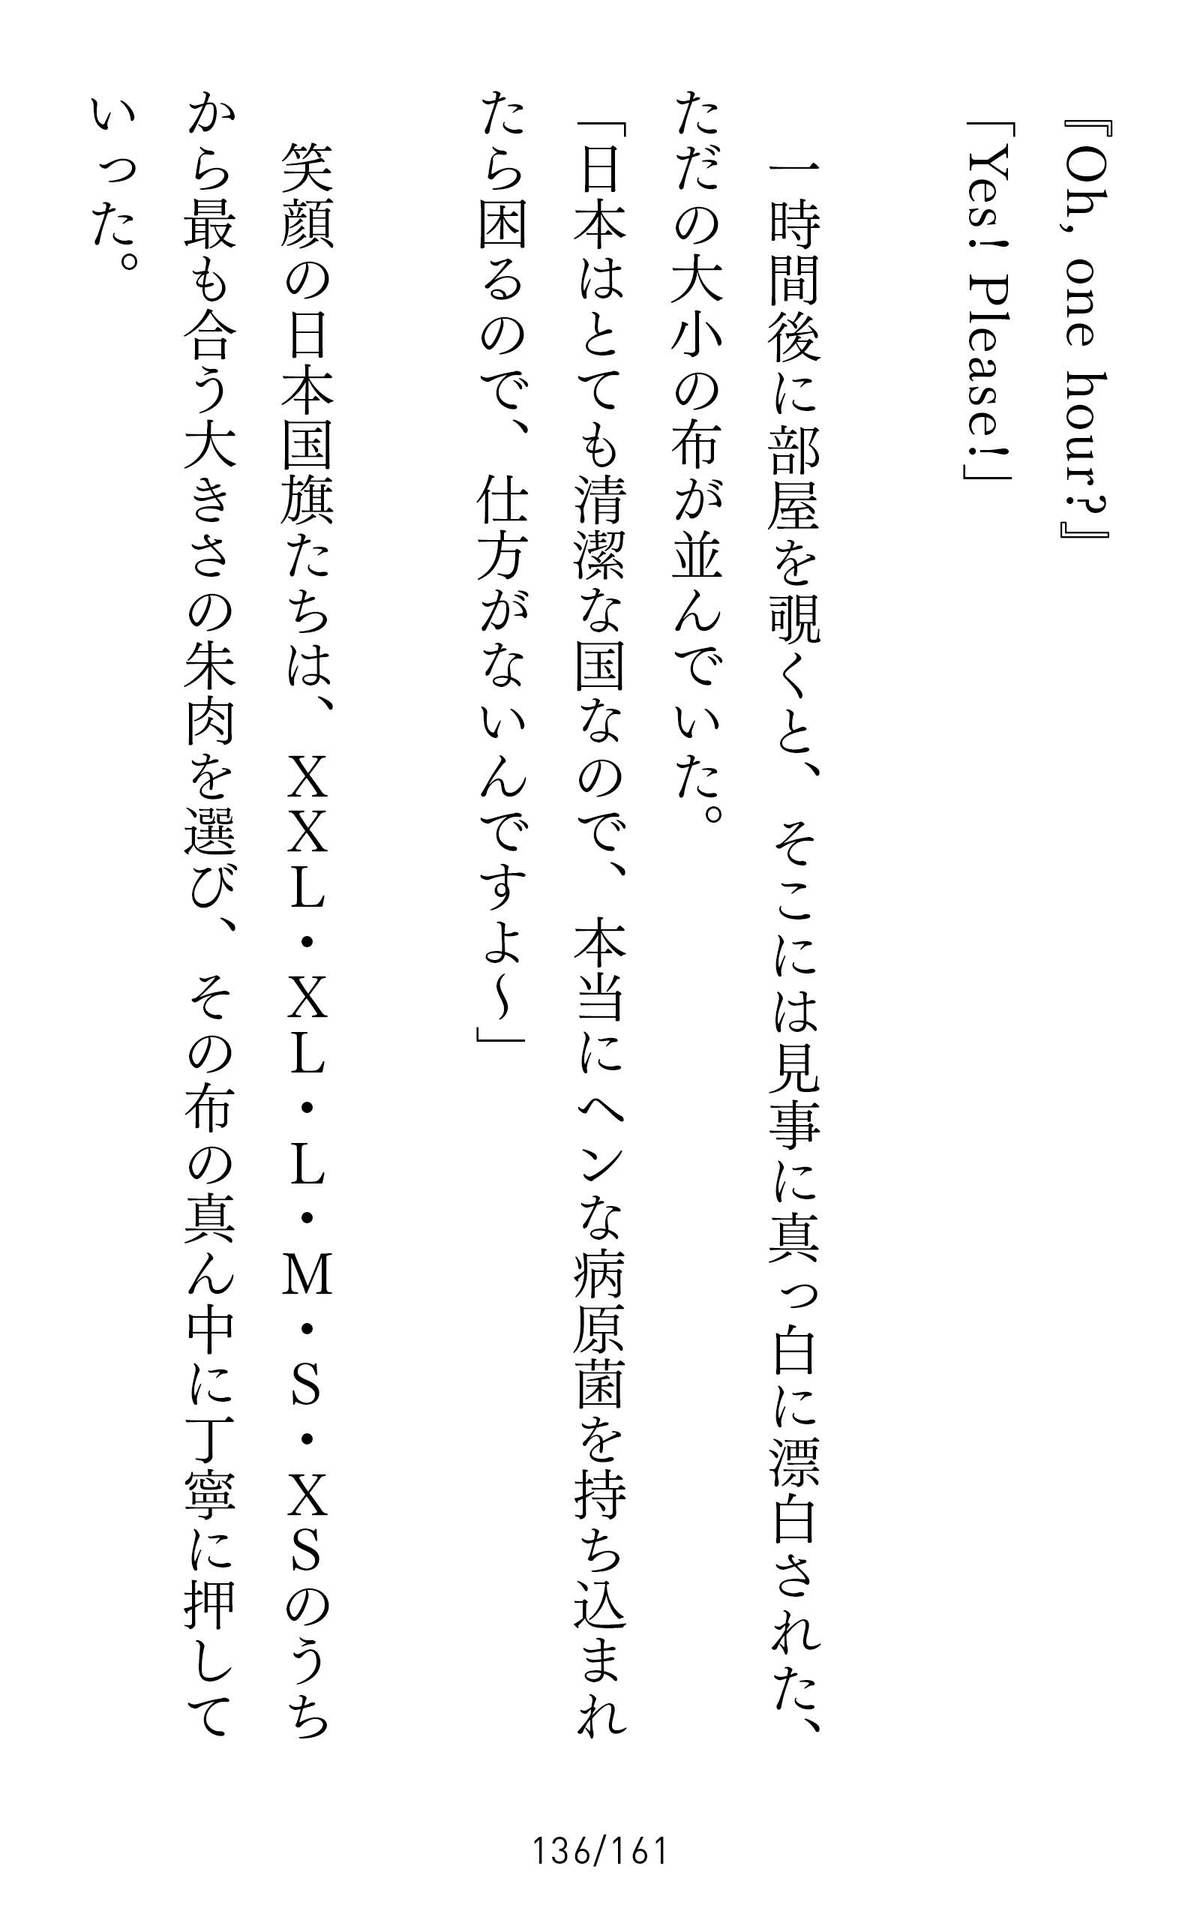 『Oh, one hour?』
「Yes! Please!」
一時間後に部屋を覗くと、そこには見事に真っ白に漂白された、
ただの大小の布が並んでいた。
「日本はとても清潔な国なので、本当にヘンな病原菌を持ち込まれ
たら困るので、仕方がないんですよ〜」
笑顔の日本国旗たちは、XXL・XL・L・M・S・XSのうち
から最も合う大きさの朱肉を選び、その布の真ん中に丁寧に押して
いった。
136/161